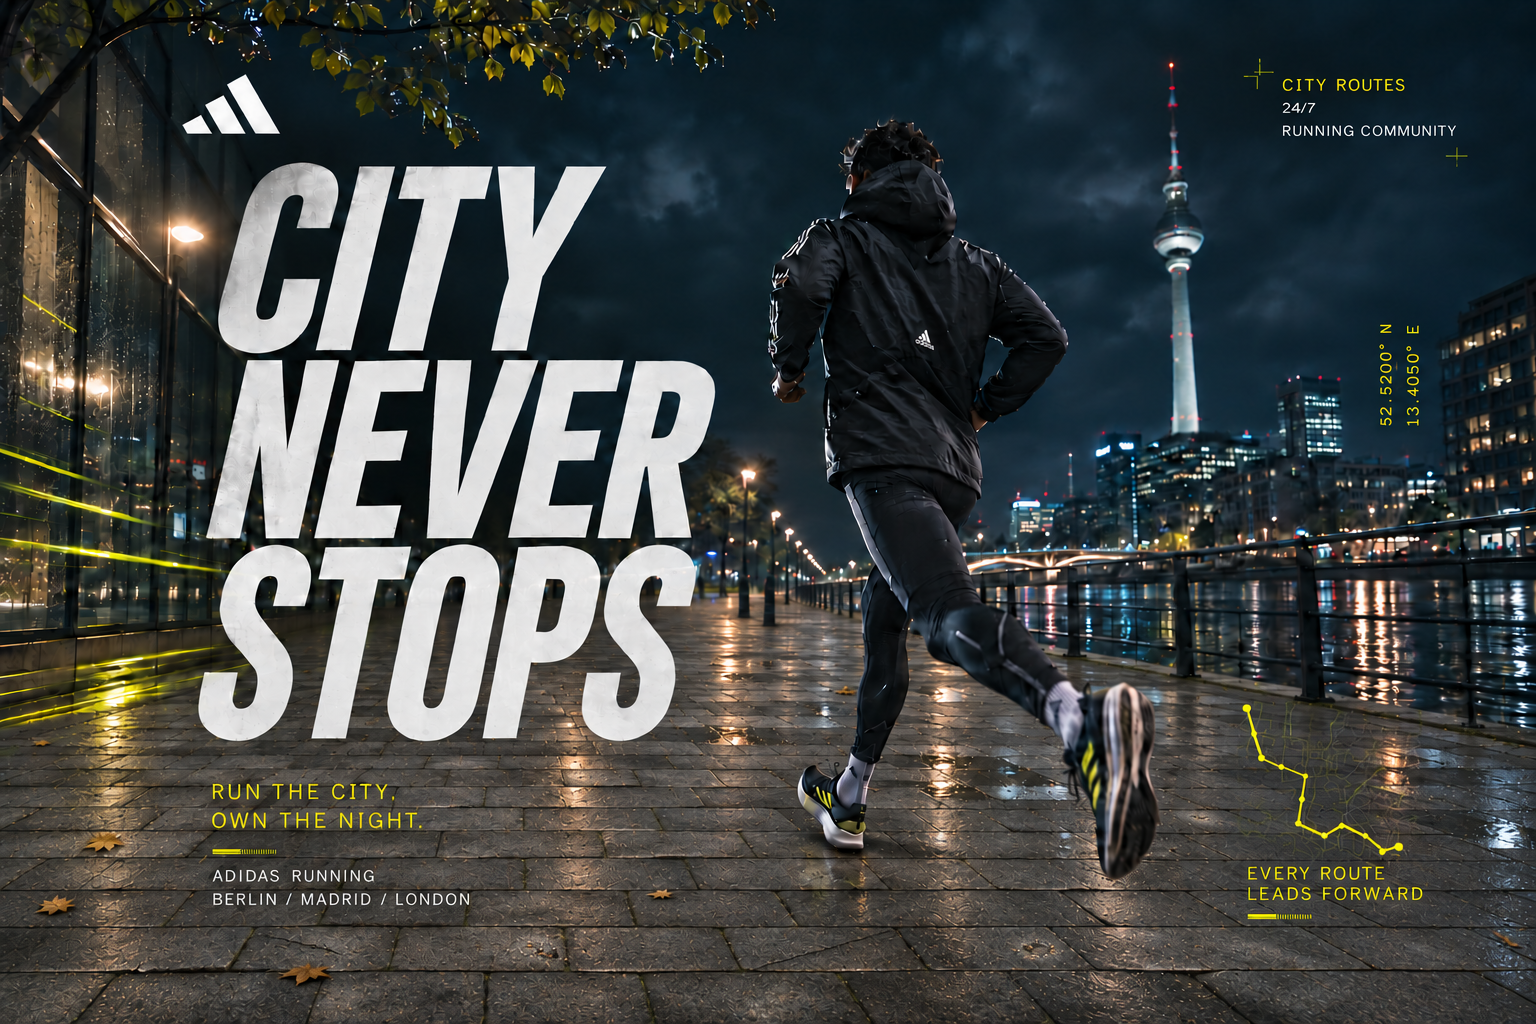 CITY
NEVER
STOPS
RUN THE CITY,
OWN THE NIGHT.
ADIDAS RUNNING
BERLIN / MADRID / LONDON
CITY ROUTES
24/7
RUNNING COMMUNITY
52.5200° N
13.4050° E
adidas
EVERY ROUTE
LEADS FORWARD